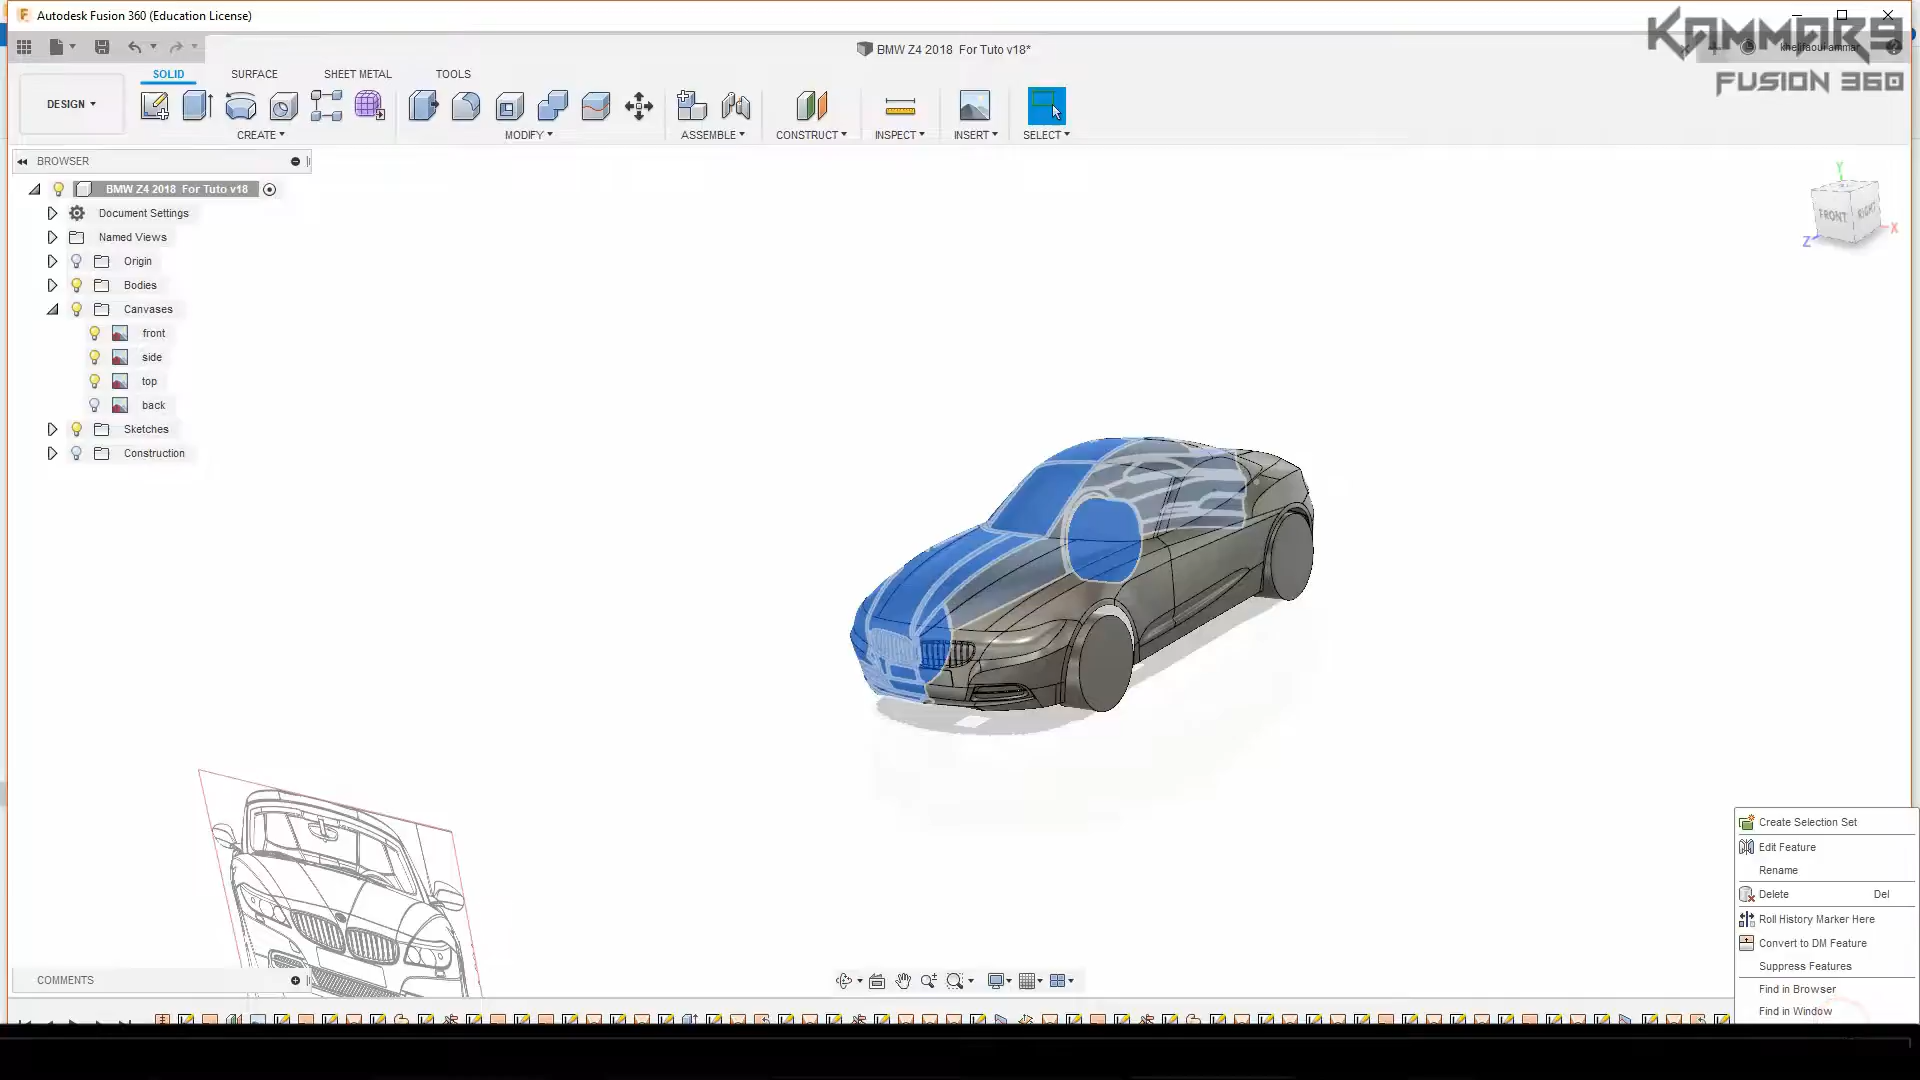 Autodesk Fusion 360 (Education License)
KAMMAR9
FUSION 360
BMW Z4 2018 For Tuto v18*
khelifaoui ammar
SOLID SURFACE SHEET METAL TOOLS
DESIGN
CREATE MODIFY ASSEMBLE CONSTRUCT INSPECT INSERT SELECT
BROWSER
BMW Z4 2018 For Tuto v18
Document Settings
Named Views
Origin
Bodies
Canvases
front
side
top
back
Sketches
Construction
Y
FRONT RIGHT
X
Z
Create Selection Set
Edit Feature
Rename
Delete Del
Roll History Marker Here
Convert to DM Feature
Suppress Features
Find in Browser
Find in Window
COMMENTS